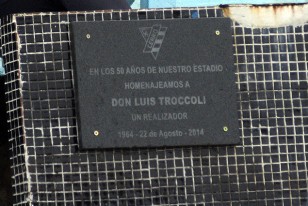 EN LOS 50 AÑOS DE NUESTRO ESTADIO
HOMENAJEAMOS A
DON LUIS TROCCOLI
UN REALIZADOR
1964 - 22 de Agosto - 2014